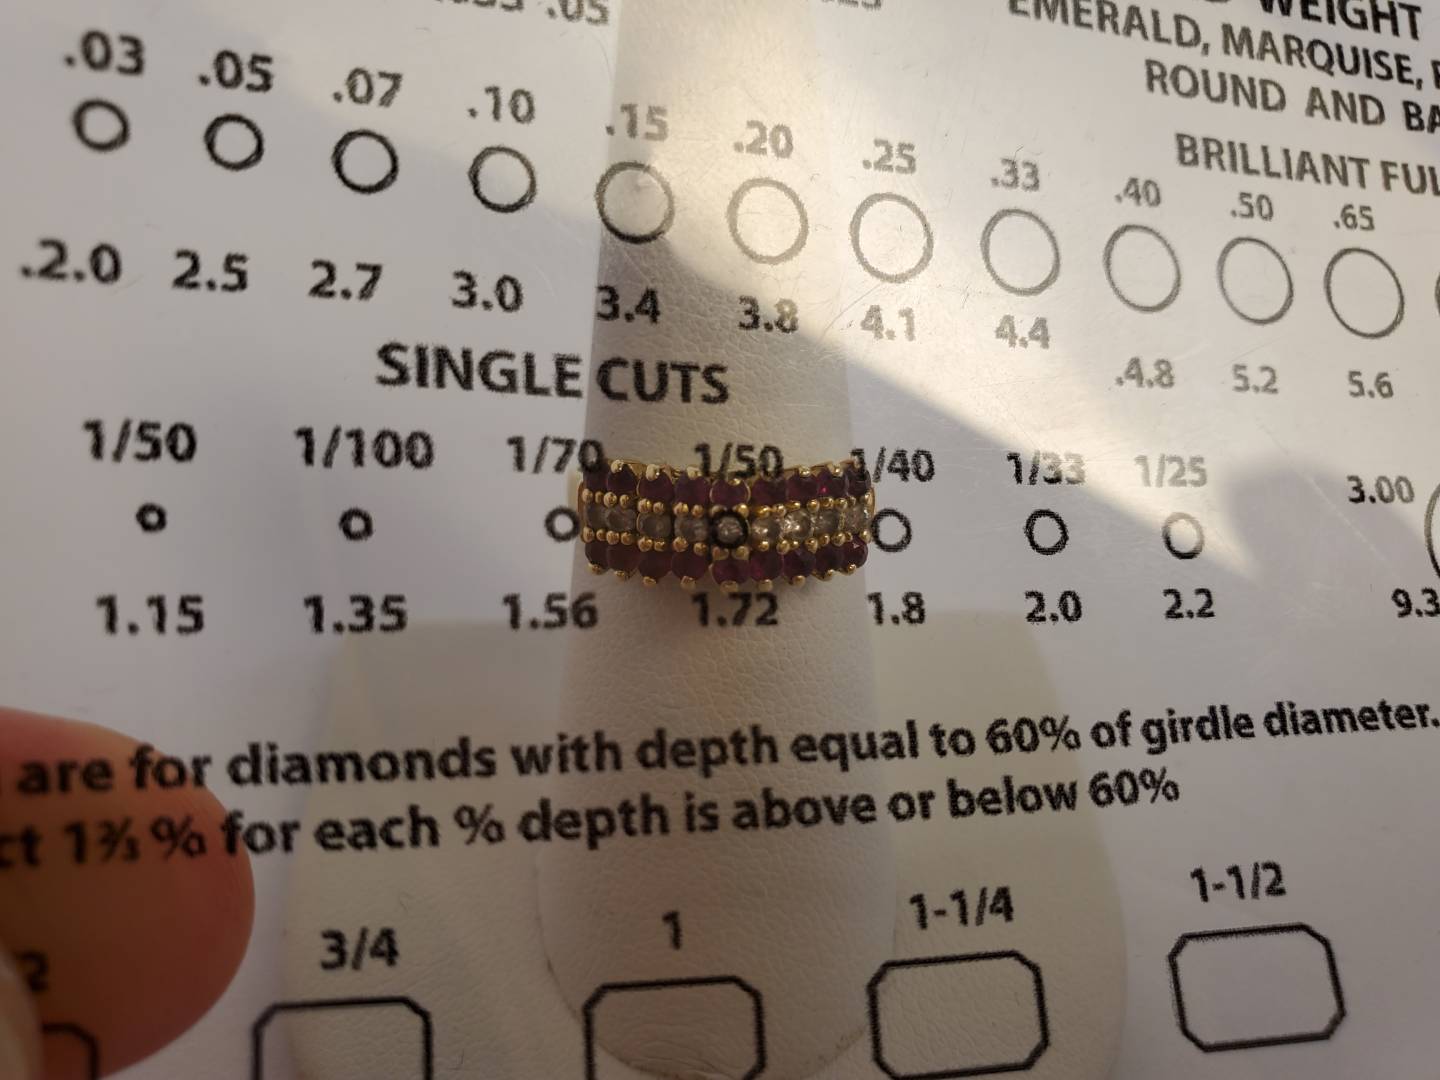 .05
WEIGHT
EMERALD, MARQUISE,
ROUND AND
BRILLIANT
.03 .05 .07 .10 .15 .20 .25 .33 .40 .50 .65
.2.0 2.5 2.7 3.0 3.4 3.8 4.1 4.4 .4.8 5.2 5.6
SINGLE CUTS
1/50 1/100 1/70 1/50 1/40 1/33 1/25 3.00
1.15 1.35 1.56 1.72 1.8 2.0 2.2 9.3
are for diamonds with depth equal to 60% of girdle diameter.
1⅔ % for each % depth is above or below 60%
2 3/4 1 1-1/4 1-1/2